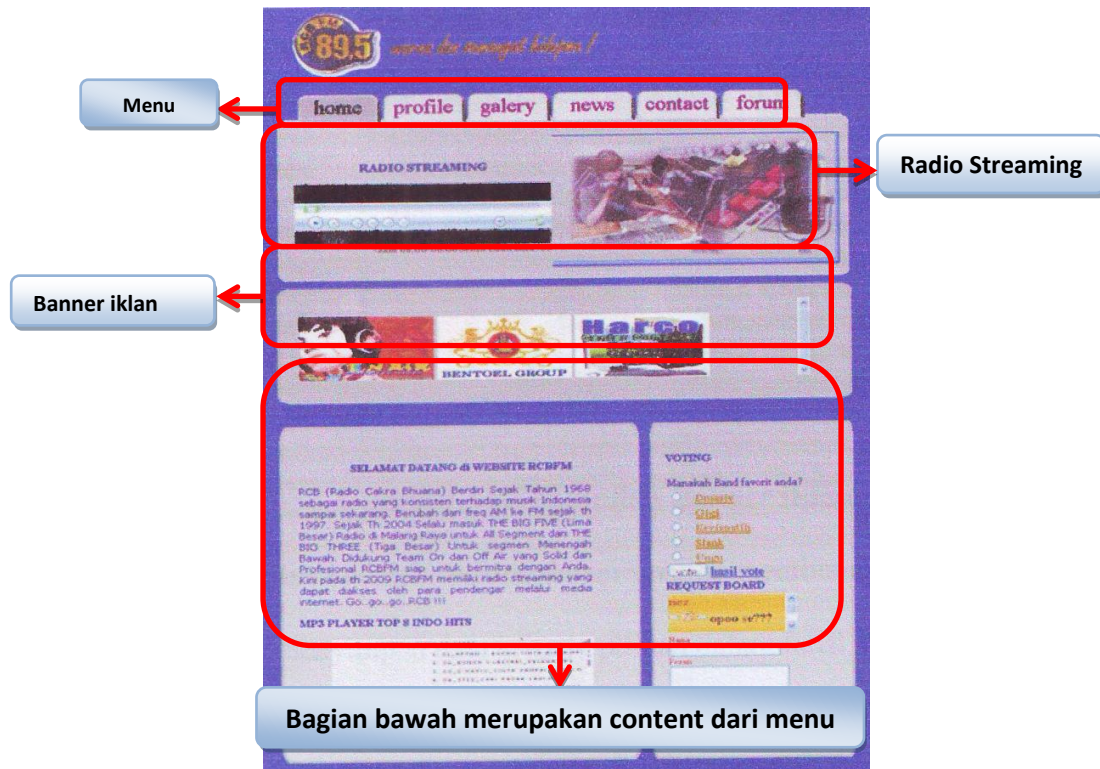 89,5
Menu
home profile galery news contact forum
RADIO STREAMING
Radio Streaming
Banner iklan
Harco
BENTOEL GROUP
SELAMAT DATANG di WEBSITE RCBFM
RCB (Radio Cakra Bhuana) Berdiri Sejak Tahun 1968
sebagai radio yang konsisten terhadap musik Indonesia
sampai sekarang. Berubah dari freq AM ke FM sejak th
1997. Sejak Th 2004 Selalu masuk THE BIG FIVE (Lima
Besar) Radio di Malang Raya untuk All Segment dan THE
BIG THREE (Tiga Besar) Untuk segmen Menengah
Bawah. Didukung Team On dan Off Air yang Solid dan
Profesional RCBFM siap untuk bermitra dengan Anda.
Kini pada th 2009 RCBFM memiliki radio streaming yang
dapat diakses oleh para pendengar melalui media
internet. Go..go..go..RCB !!!
MP3 PLAYER TOP 8 INDO HITS
VOTING
Manakah Band favorit anda?
Gigi
Slank
Ungu
vote hasil vote
REQUEST BOARD
opoo se???
Nama
Pesan
Bagian bawah merupakan content dari menu